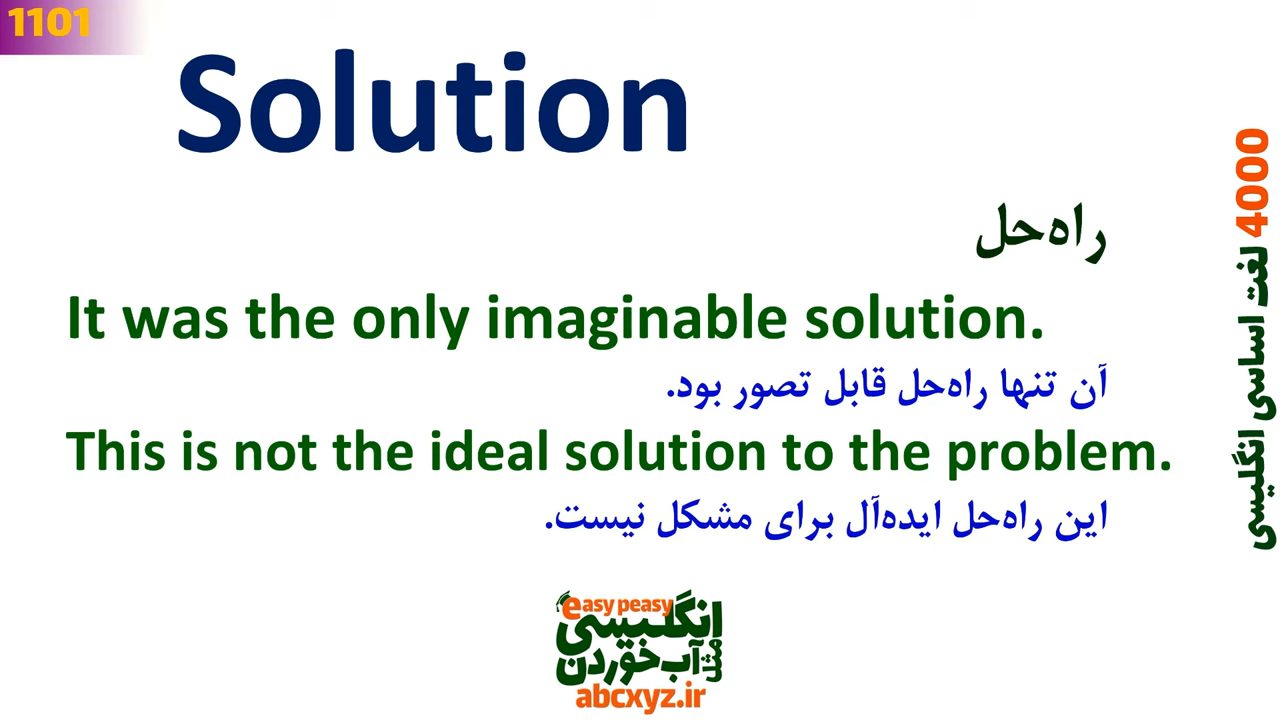 1101
Solution
راه‌حل
It was the only imaginable solution.
آن تنها راه‌حل قابل تصور بود.
This is not the ideal solution to the problem.
این راه‌حل ایده‌آل برای مشکل نیست.
4000 لغت اساسی انگلیسی
easy peasy
انگلیسی
مثل آب خوردن
abcxyz.ir